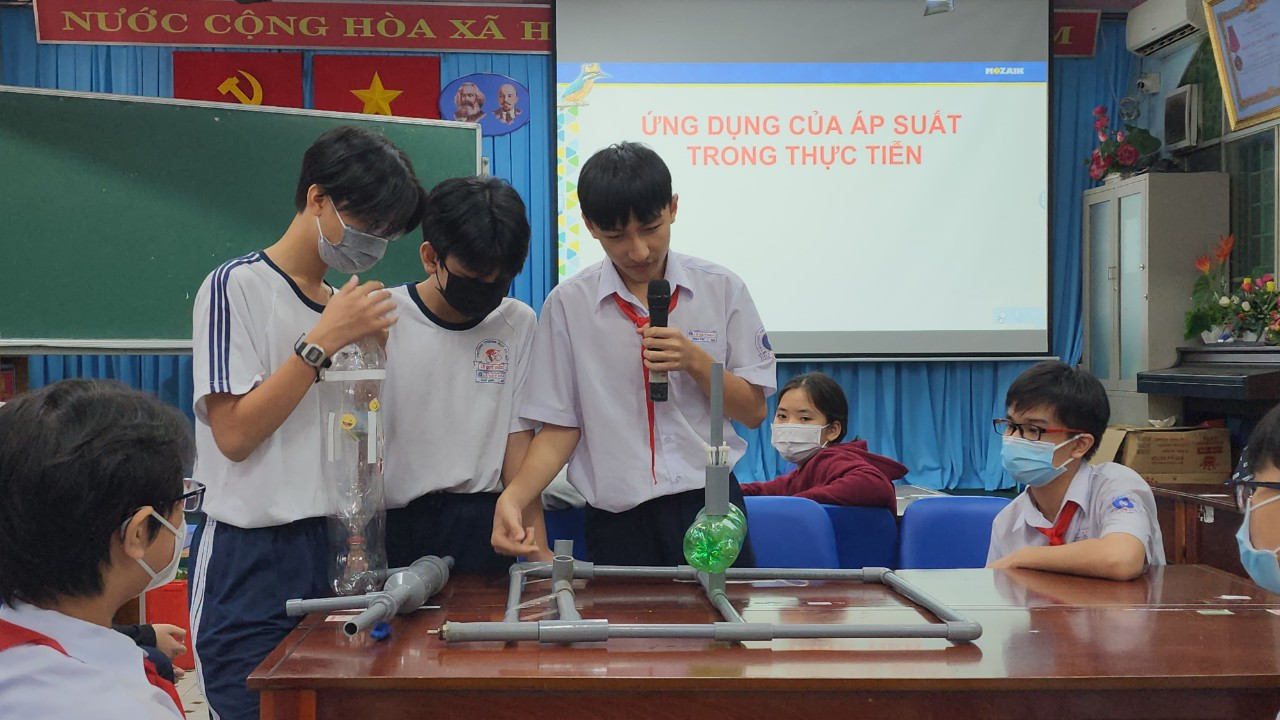 NƯỚC CỘNG HÒA XÃ H
M
MOZAIK
ỨNG DỤNG CỦA ÁP SUẤT
TRONG THỰC TIỄN